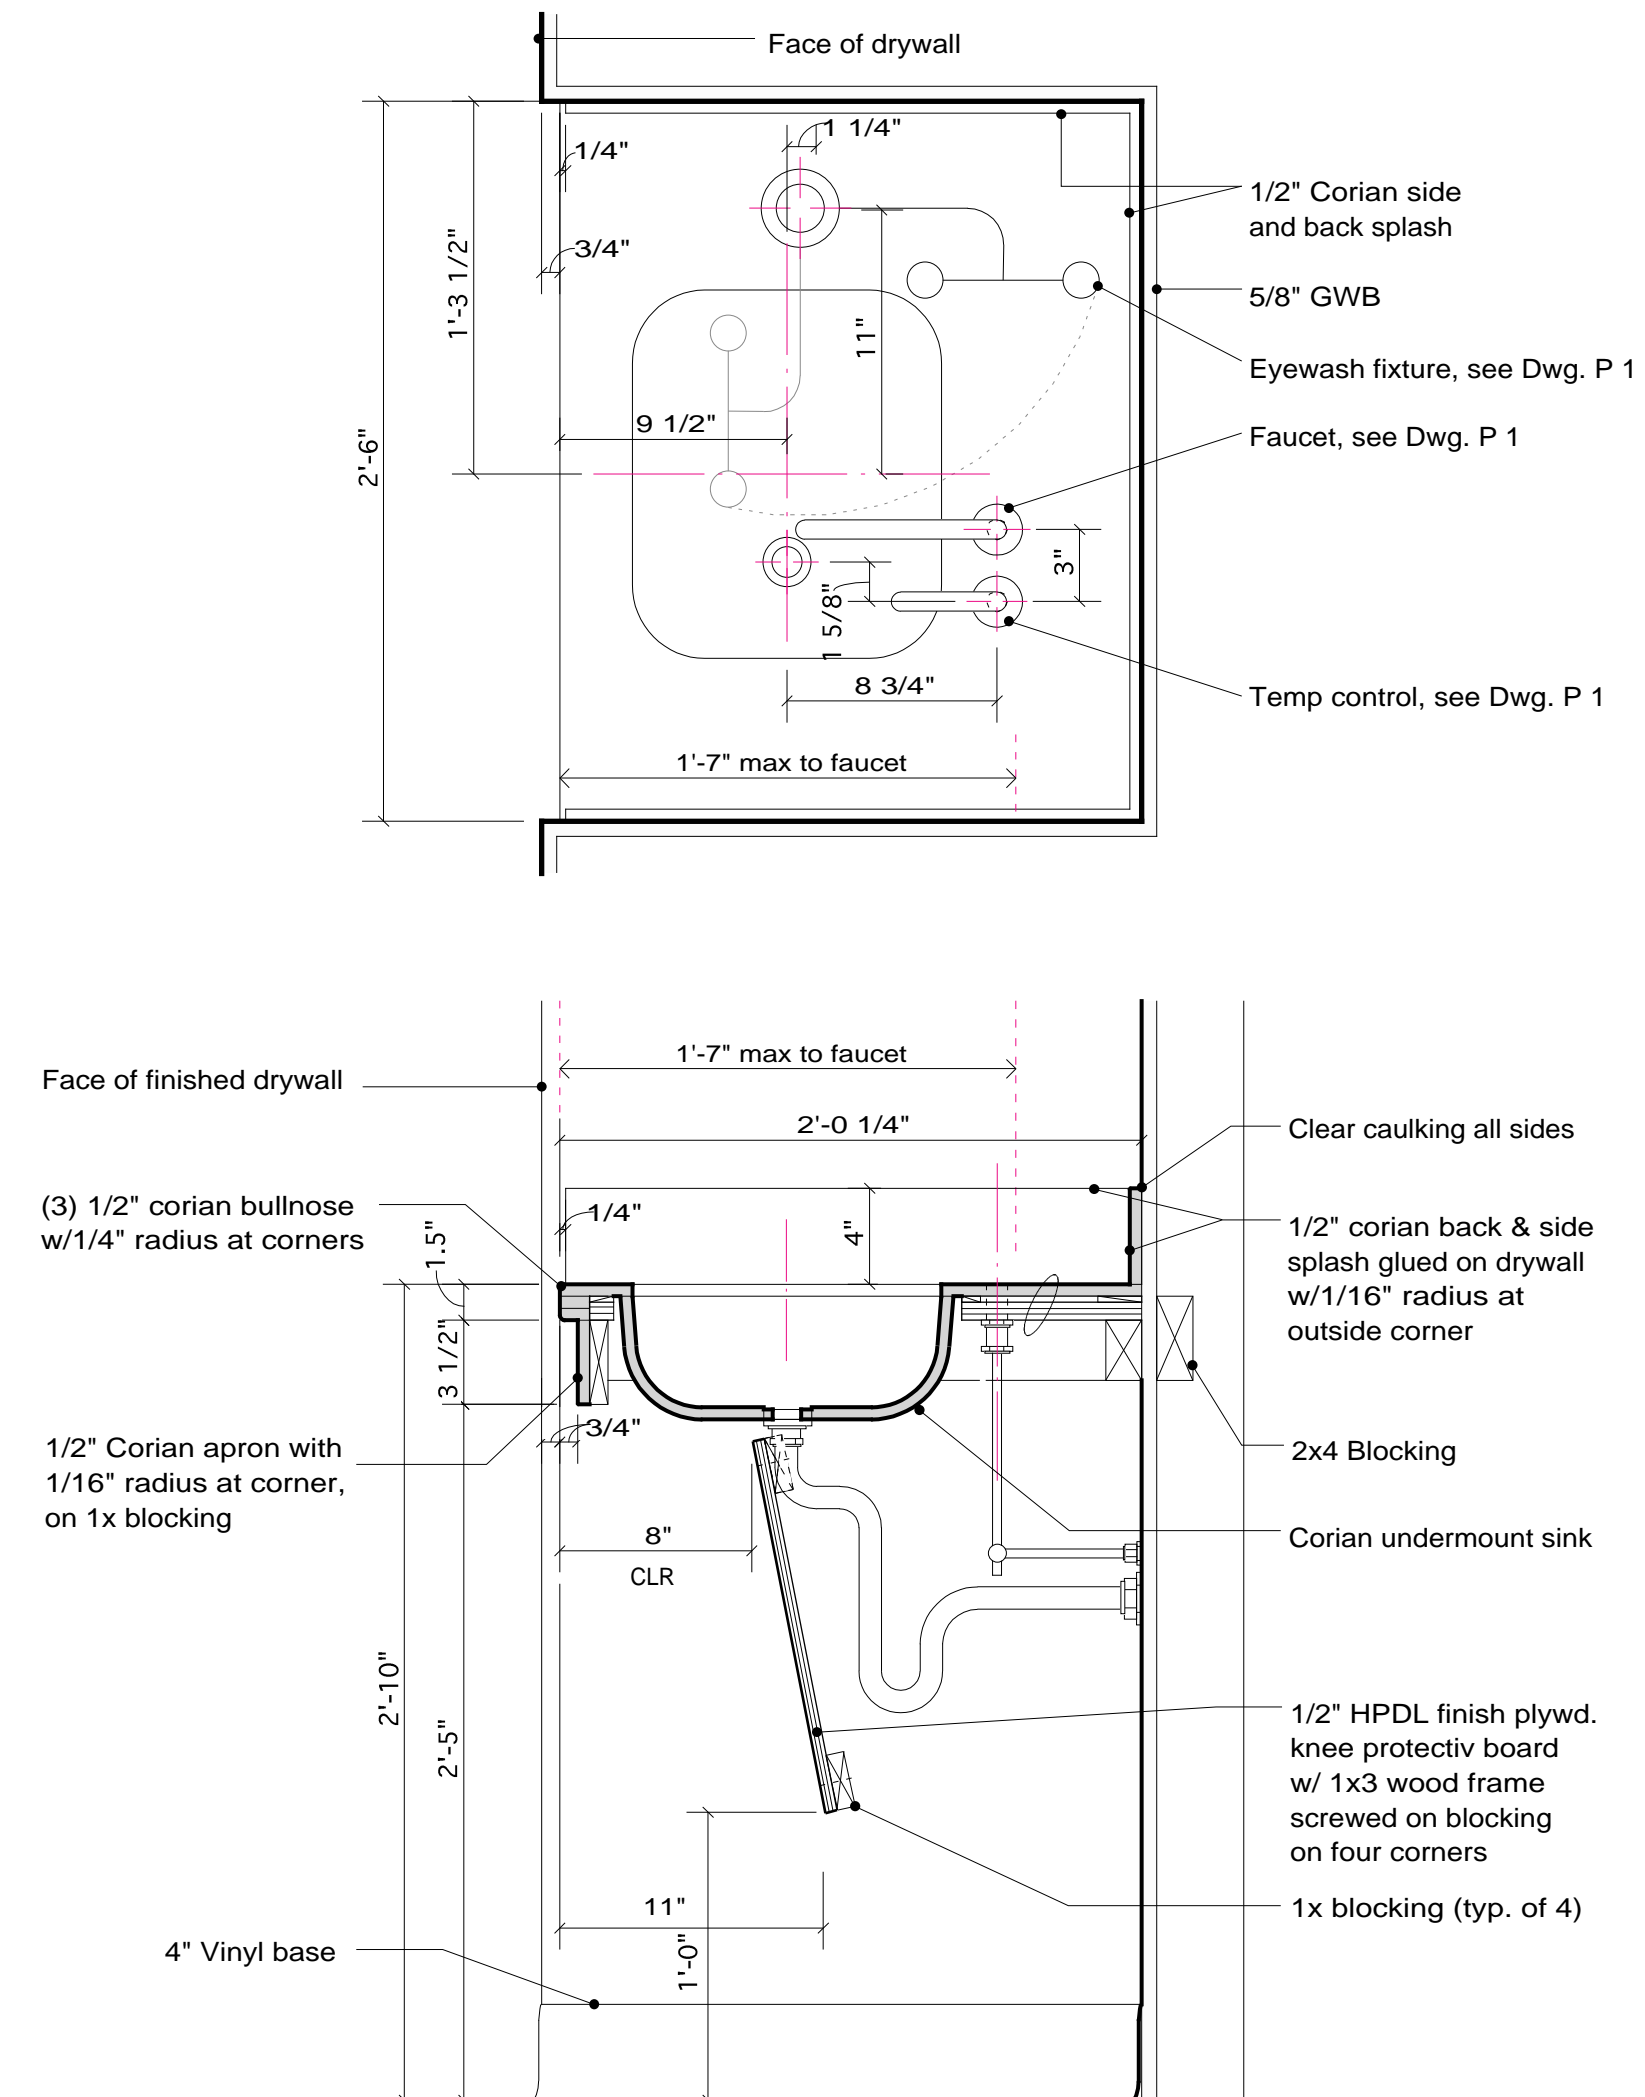 Face of drywall
1 1/4"
1/4"
1/2" Corian side
and back splash
3/4"
1'-3 1/2"
5/8" GWB
11"
Eyewash fixture, see Dwg. P 1
9 1/2"
Faucet, see Dwg. P 1
2'-6"
3"
1 5/8"
8 3/4"
Temp control, see Dwg. P 1
1'-7" max to faucet
1'-7" max to faucet
Face of finished drywall
2'-0 1/4"
Clear caulking all sides
(3) 1/2" corian bullnose
w/1/4" radius at corners
1/4"
4"
1.5"
1/2" corian back & side
splash glued on drywall
w/1/16" radius at
outside corner
3 1/2"
3/4"
1/2" Corian apron with
1/16" radius at corner,
on 1x blocking
2x4 Blocking
8"
CLR
Corian undermount sink
2'-10"
2'-5"
1/2" HPDL finish plywd.
knee protectiv board
w/ 1x3 wood frame
screwed on blocking
on four corners
11"
1x blocking (typ. of 4)
4" Vinyl base
1'-0"